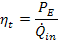 η_t = P_E / Q̇_in